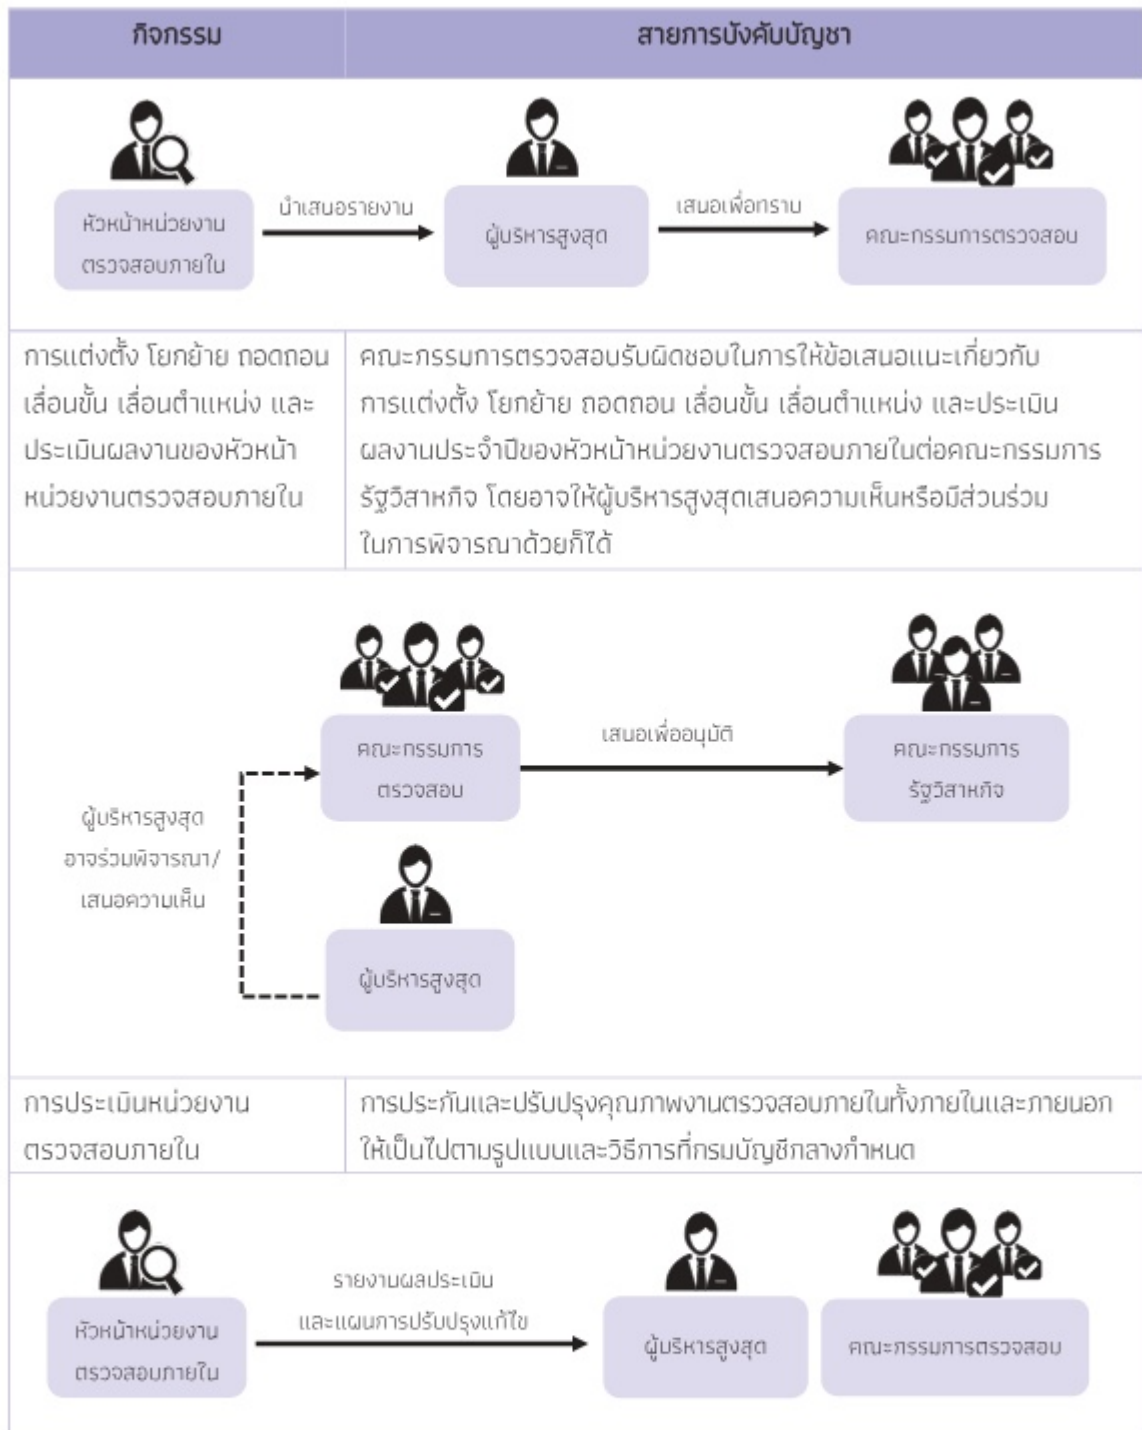 กิจกรรม
สายการบังคับบัญชา
หัวหน้าหน่วยงาน
ตรวจสอบภายใน
นำเสนอรายงาน
ผู้บริหารสูงสุด
เสนอเพื่อทราบ
คณะกรรมการตรวจสอบ
การแต่งตั้ง โยกย้าย ถอดถอน
เลื่อนขั้น เลื่อนตำแหน่ง และ
ประเมินผลงานของหัวหน้า
หน่วยงานตรวจสอบภายใน
คณะกรรมการตรวจสอบรับผิดชอบในการให้ข้อเสนอแนะเกี่ยวกับ
การแต่งตั้ง โยกย้าย ถอดถอน เลื่อนขั้น เลื่อนตำแหน่ง และประเมิน
ผลงานประจำปีของหัวหน้าหน่วยงานตรวจสอบภายในต่อคณะกรรมการ
รัฐวิสาหกิจ โดยอาจให้ผู้บริหารสูงสุดเสนอความเห็นหรือมีส่วนร่วม
ในการพิจารณาด้วยก็ได้
คณะกรรมการ
ตรวจสอบ
เสนอเพื่ออนุมัติ
คณะกรรมการ
รัฐวิสาหกิจ
ผู้บริหารสูงสุด
อาจร่วมพิจารณา/
เสนอความเห็น
ผู้บริหารสูงสุด
การประเมินหน่วยงาน
ตรวจสอบภายใน
การประกันและปรับปรุงคุณภาพงานตรวจสอบภายในทั้งภายในและภายนอก
ให้เป็นไปตามรูปแบบและวิธีการที่กรมบัญชีกลางกำหนด
หัวหน้าหน่วยงาน
ตรวจสอบภายใน
รายงานผลประเมิน
และแผนการปรับปรุงแก้ไข
ผู้บริหารสูงสุด
คณะกรรมการตรวจสอบ